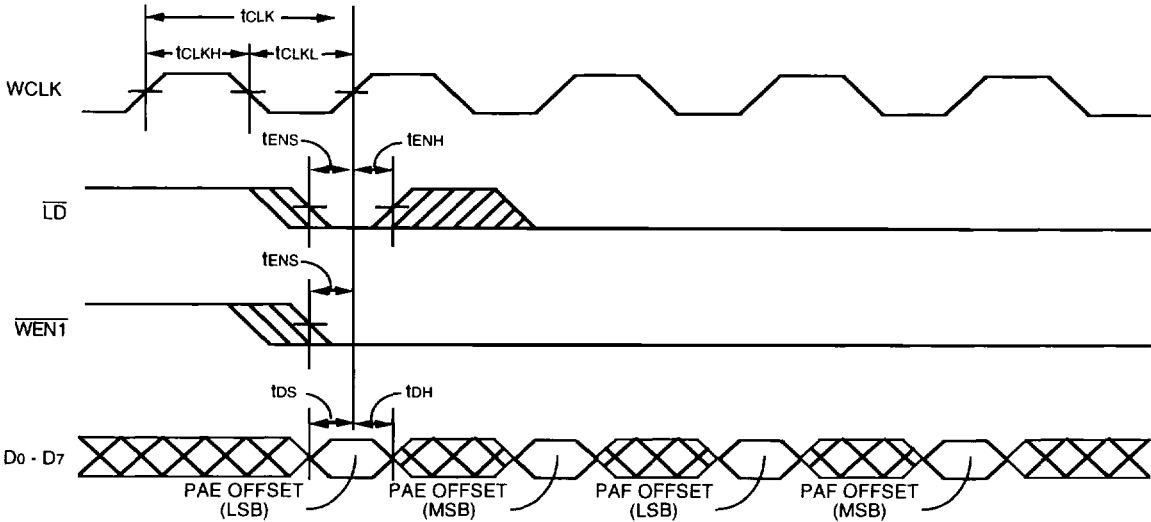 tCLK
tCLKH
tCLKL
WCLK
tENS
tENH
LD
tENS
WEN1
tDS
tDH
D0 - D7
PAE OFFSET
(LSB)
PAE OFFSET
(MSB)
PAF OFFSET
(LSB)
PAF OFFSET
(MSB)